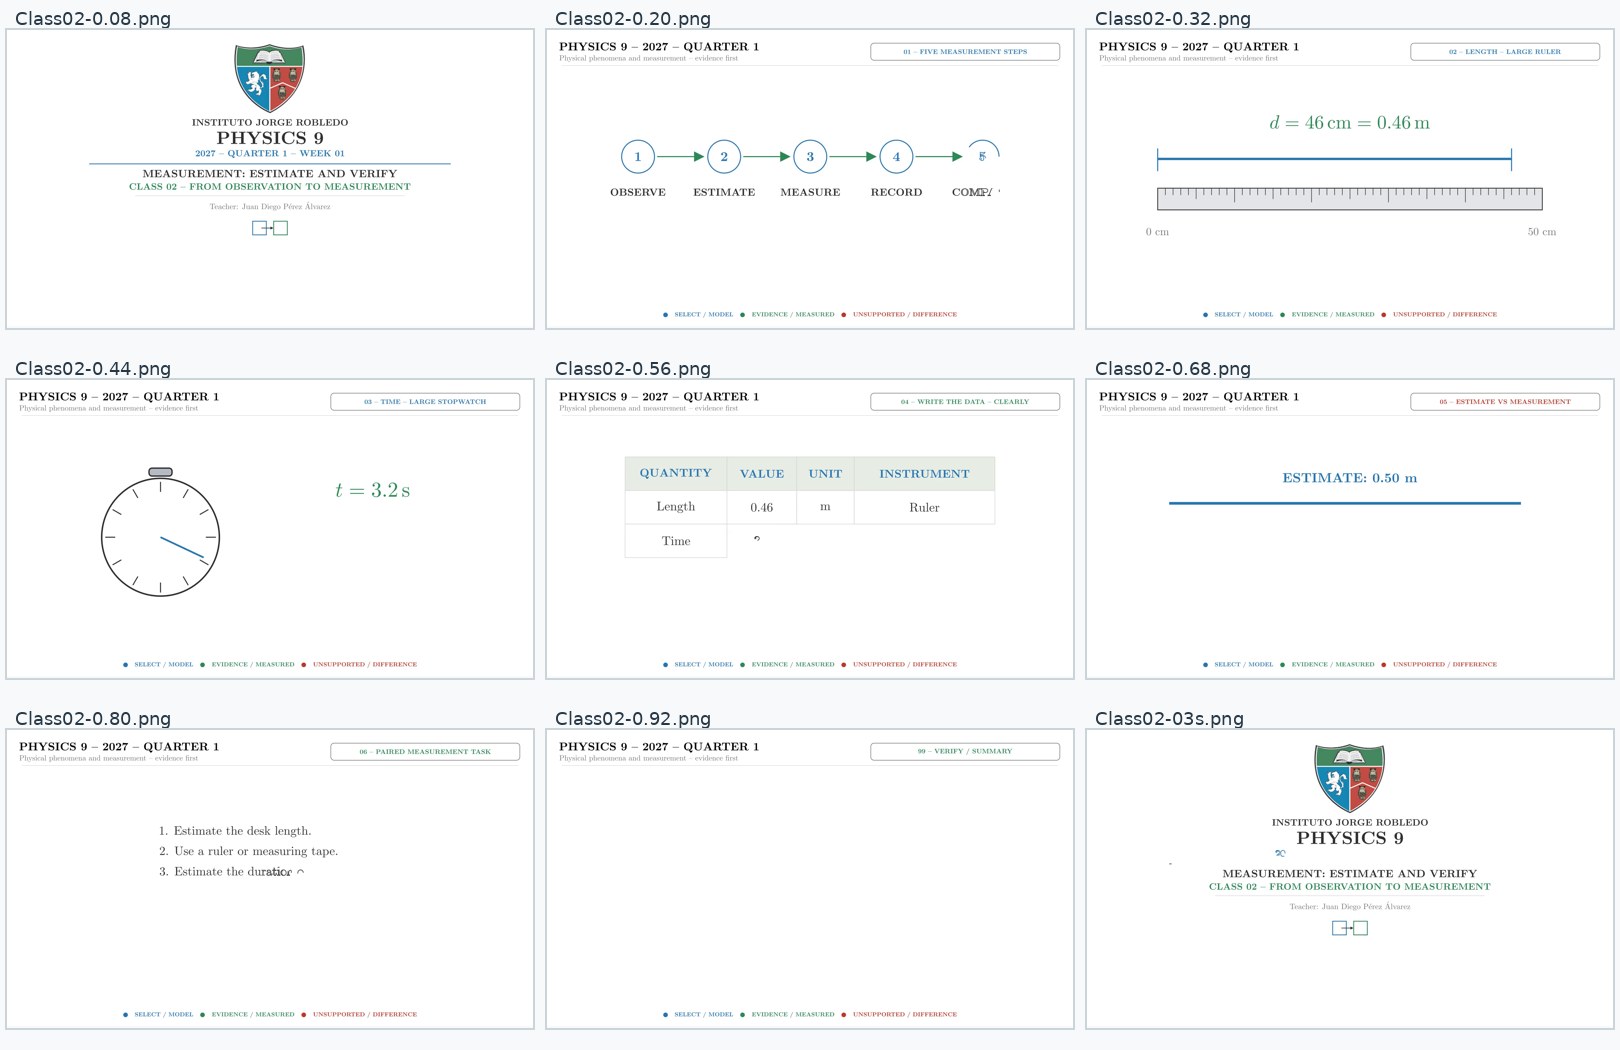 Class02-0.08.png
INSTITUTO JORGE ROBLEDO
PHYSICS 9
2027 – QUARTER 1 – WEEK 01
MEASUREMENT: ESTIMATE AND VERIFY
CLASS 02 – FROM OBSERVATION TO MEASUREMENT
Teacher: Juan Diego Pérez Álvarez
Class02-0.20.png
PHYSICS 9 – 2027 – QUARTER 1
Physical phenomena and measurement – evidence first
01 – FIVE MEASUREMENT STEPS
1 2 3 4 5
OBSERVE ESTIMATE MEASURE RECORD
SELECT / MODEL EVIDENCE / MEASURED UNSUPPORTED / DIFFERENCE
Class02-0.32.png
PHYSICS 9 – 2027 – QUARTER 1
Physical phenomena and measurement – evidence first
02 – LENGTH – LARGE RULER
d = 46 cm = 0.46 m
0 cm 50 cm
SELECT / MODEL EVIDENCE / MEASURED UNSUPPORTED / DIFFERENCE
Class02-0.44.png
PHYSICS 9 – 2027 – QUARTER 1
Physical phenomena and measurement – evidence first
03 – TIME – LARGE STOPWATCH
t = 3.2 s
SELECT / MODEL EVIDENCE / MEASURED UNSUPPORTED / DIFFERENCE
Class02-0.56.png
PHYSICS 9 – 2027 – QUARTER 1
Physical phenomena and measurement – evidence first
04 – WRITE THE DATA – CLEARLY
QUANTITY VALUE UNIT INSTRUMENT
Length 0.46 m Ruler
Time
SELECT / MODEL EVIDENCE / MEASURED UNSUPPORTED / DIFFERENCE
Class02-0.68.png
PHYSICS 9 – 2027 – QUARTER 1
Physical phenomena and measurement – evidence first
05 – ESTIMATE VS MEASUREMENT
ESTIMATE: 0.50 m
SELECT / MODEL EVIDENCE / MEASURED UNSUPPORTED / DIFFERENCE
Class02-0.80.png
PHYSICS 9 – 2027 – QUARTER 1
Physical phenomena and measurement – evidence first
06 – PAIRED MEASUREMENT TASK
1. Estimate the desk length.
2. Use a ruler or measuring tape.
3. Estimate the
SELECT / MODEL EVIDENCE / MEASURED UNSUPPORTED / DIFFERENCE
Class02-0.92.png
PHYSICS 9 – 2027 – QUARTER 1
Physical phenomena and measurement – evidence first
99 – VERIFY / SUMMARY
SELECT / MODEL EVIDENCE / MEASURED UNSUPPORTED / DIFFERENCE
Class02-03s.png
INSTITUTO JORGE ROBLEDO
PHYSICS 9
MEASUREMENT: ESTIMATE AND VERIFY
CLASS 02 – FROM OBSERVATION TO MEASUREMENT
Teacher: Juan Diego Pérez Álvarez